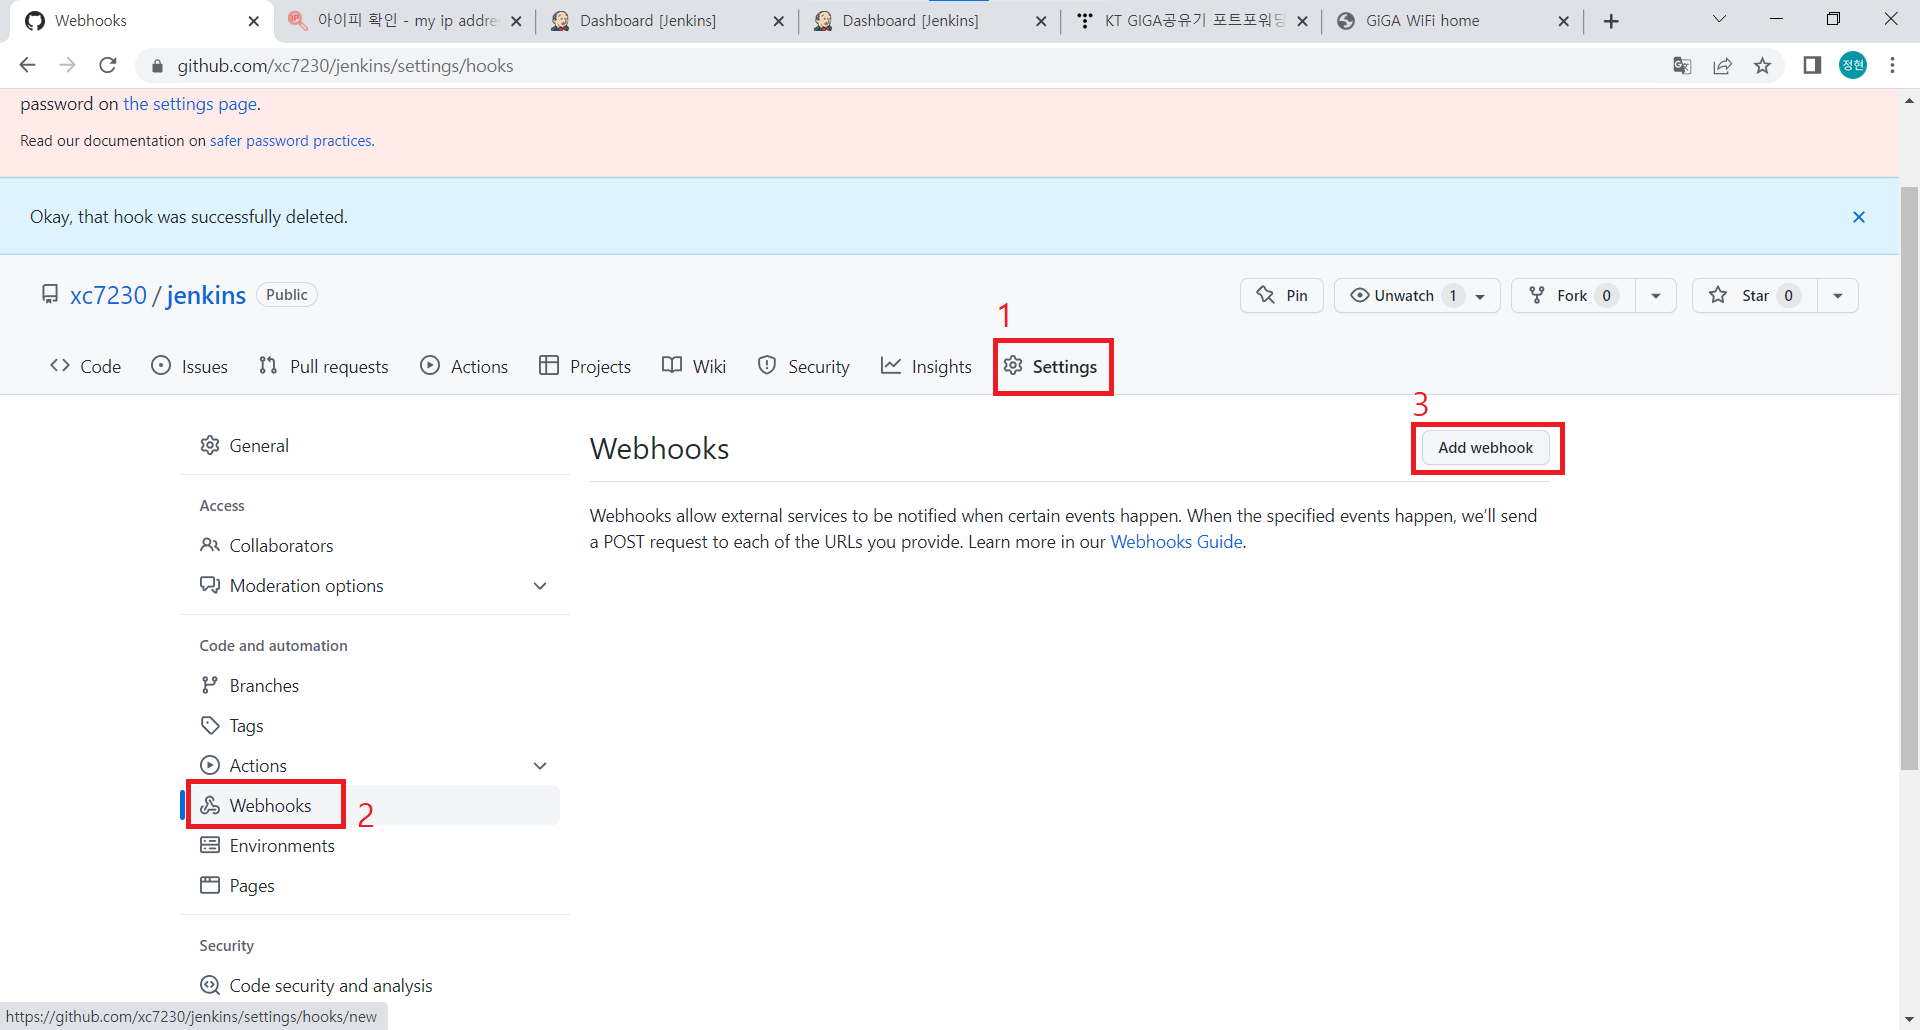 Webhooks
아이피 확인 - my ip addre
Dashboard [Jenkins]
Dashboard [Jenkins]
KT GIGA공유기 포트포워딩
GiGA WiFi home
github.com/xc7230/jenkins/settings/hooks
정현
password on the settings page.
Read our documentation on safer password practices.
Okay, that hook was successfully deleted.
xc7230 / jenkins Public
Pin
Unwatch 1
Fork 0
Star 0
1
Code
Issues
Pull requests
Actions
Projects
Wiki
Security
Insights
Settings
3
General
Webhooks
Add webhook
Access
Webhooks allow external services to be notified when certain events happen. When the specified events happen, we’ll send
a POST request to each of the URLs you provide. Learn more in our Webhooks Guide.
Collaborators
Moderation options
Code and automation
Branches
Tags
Actions
Webhooks
2
Environments
Pages
Security
Code security and analysis
https://github.com/xc7230/jenkins/settings/hooks/new